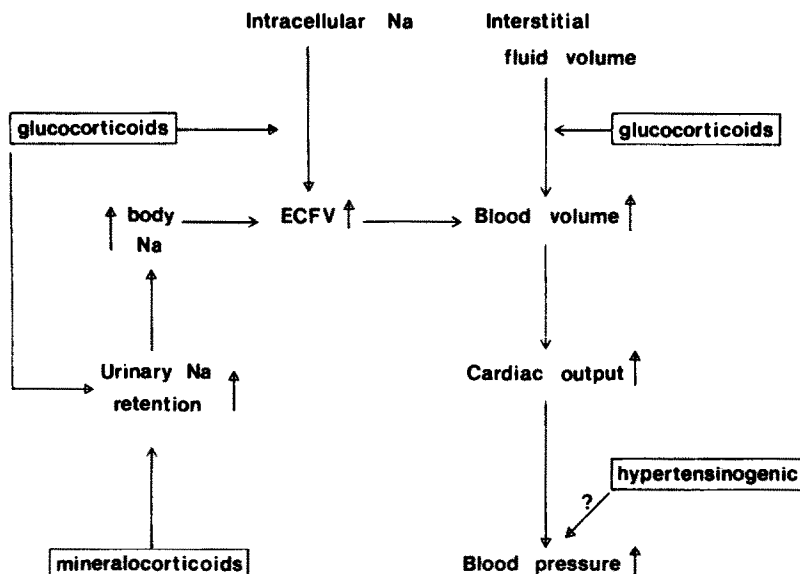 Intracellular Na
Interstitial
fluid volume
glucocorticoids
glucocorticoids
body
Na
ECFV
Blood volume
Urinary Na
retention
Cardiac output
hypertensinogenic
?
mineralocorticoids
Blood pressure